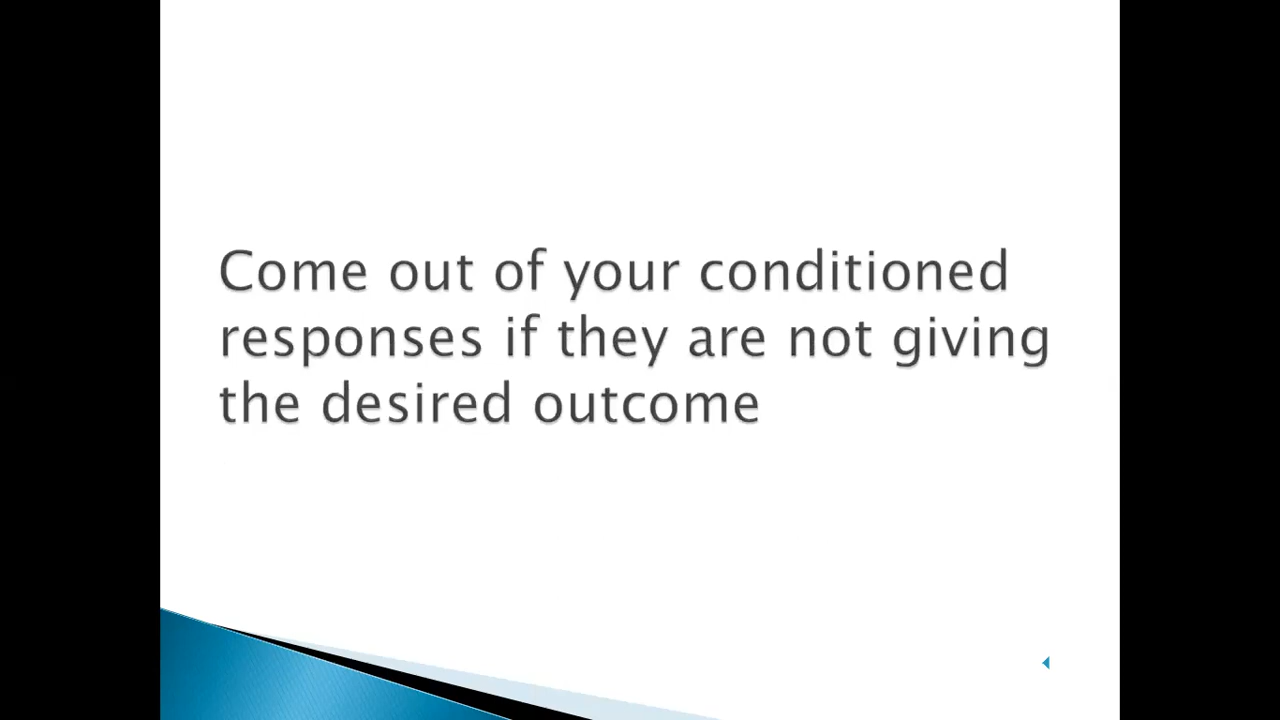 Come out of your conditioned
responses if they are not giving
the desired outcome